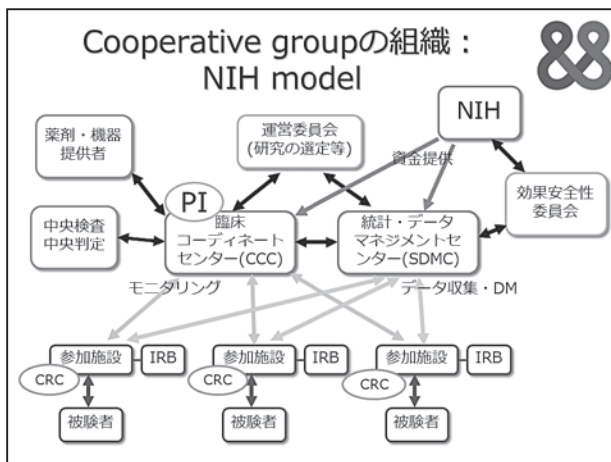 Cooperative groupの組織：
NIH model
NIH
薬剤・機器
提供者
運営委員会
(研究の選定等)
資金提供
効果安全性
委員会
PI
中央検査
中央判定
臨床
コーディネート
センター(CCC)
統計・データ
マネジメントセ
ンター(SDMC)
モニタリング
データ収集・DM
参加施設
IRB
参加施設
IRB
参加施設
IRB
CRC
CRC
CRC
被験者
被験者
被験者